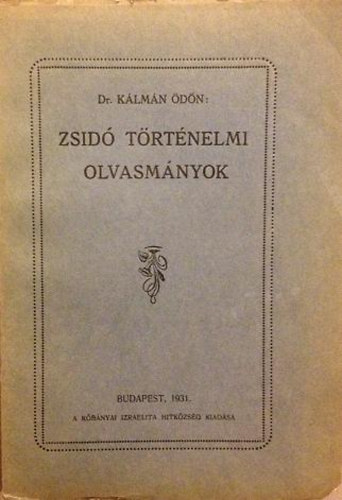 Dr. KÁLMÁN ÖDÖN:
ZSIDÓ TÖRTÉNELMI
OLVASMÁNYOK
BUDAPEST, 1931.
A KŐBÁNYAI IZRAELITA HITKÖZSÉG KIADÁSA